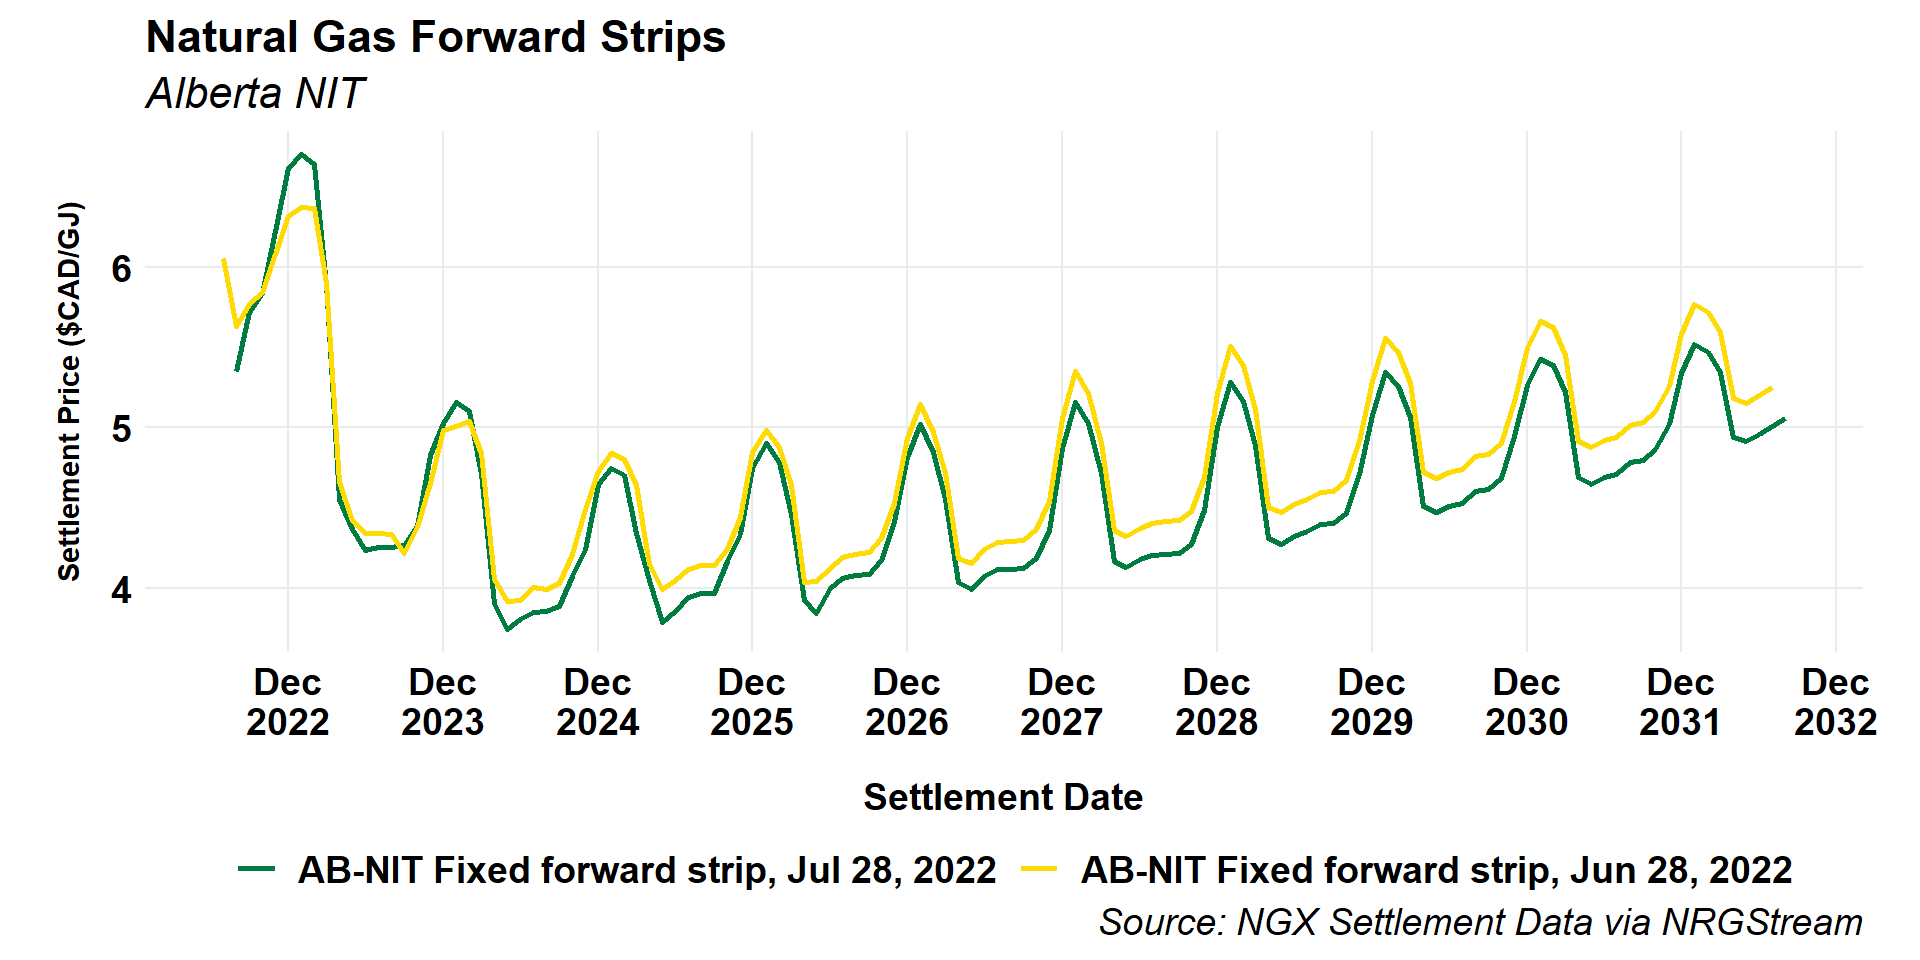 Natural Gas Forward Strips
Alberta NIT
Settlement Price ($CAD/GJ)
6
5
4
Dec 2022
Dec 2023
Dec 2024
Dec 2025
Dec 2026
Dec 2027
Dec 2028
Dec 2029
Dec 2030
Dec 2031
Dec 2032
Settlement Date
AB-NIT Fixed forward strip, Jul 28, 2022
AB-NIT Fixed forward strip, Jun 28, 2022
Source: NGX Settlement Data via NRGStream